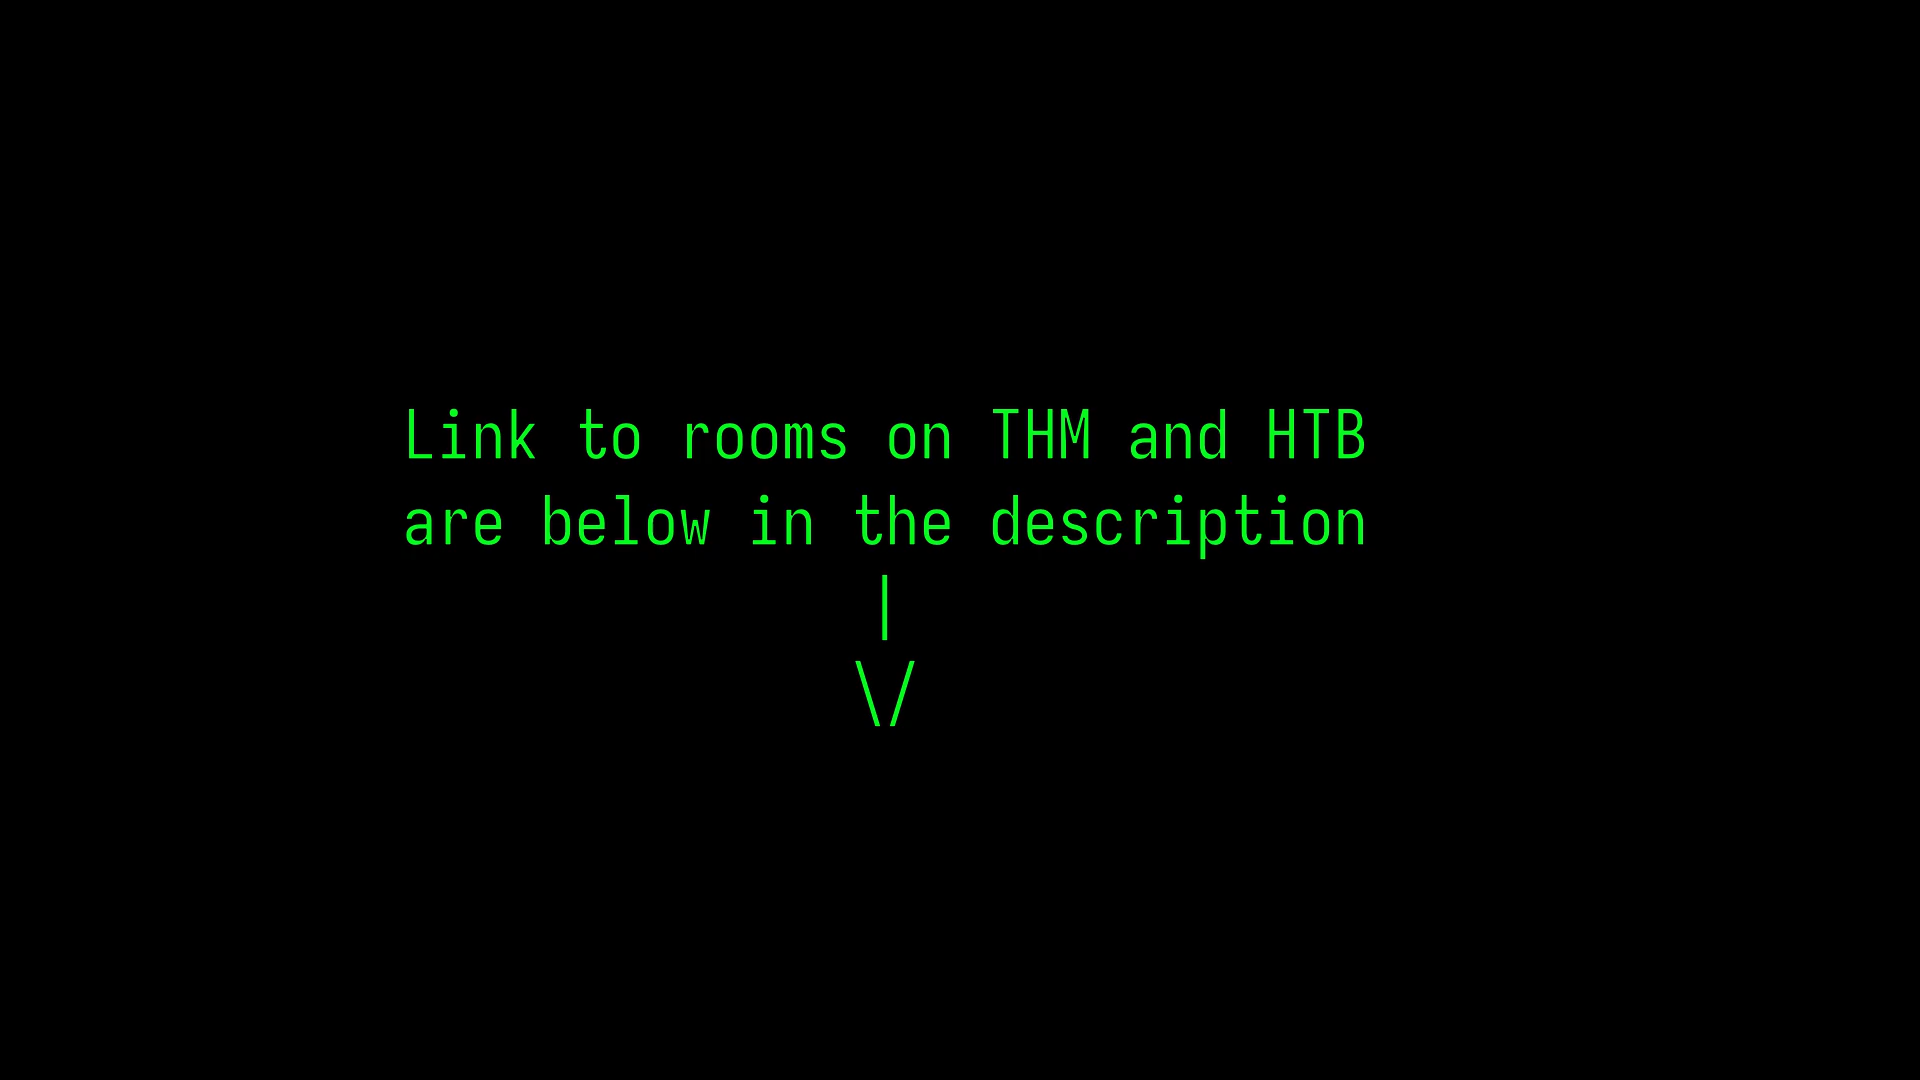 Link to rooms on THM and HTB
are below in the description
|
\/